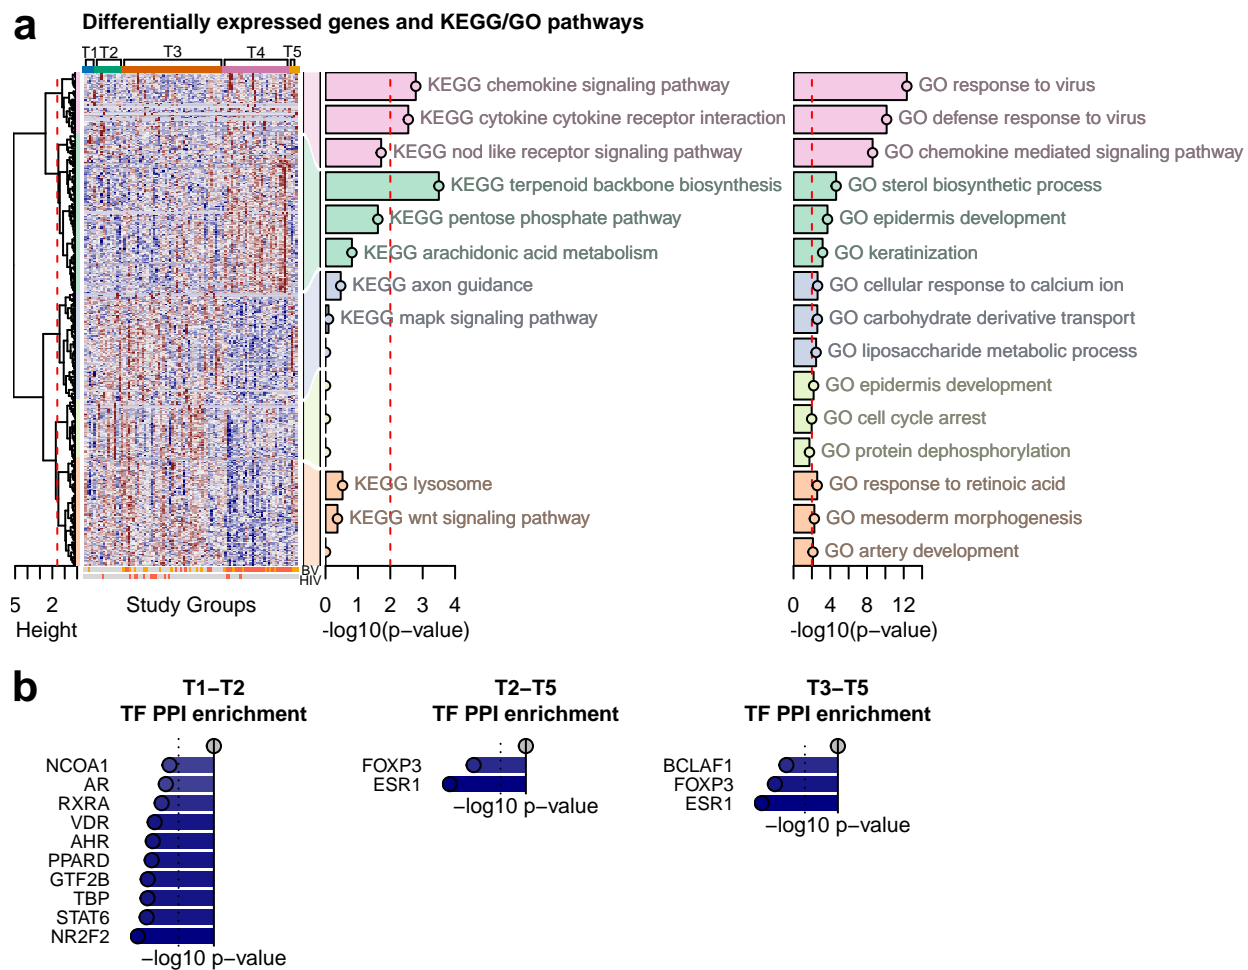 a
Differentially expressed genes and KEGG/GO pathways
T1 T2 T3 T4 T5
KEGG chemokine signaling pathway
KEGG cytokine cytokine receptor interaction
KEGG nod like receptor signaling pathway
KEGG terpenoid backbone biosynthesis
KEGG pentose phosphate pathway
KEGG arachidonic acid metabolism
KEGG axon guidance
KEGG mapk signaling pathway
KEGG lysosome
KEGG wnt signaling pathway
GO response to virus
GO defense response to virus
GO chemokine mediated signaling pathway
GO sterol biosynthetic process
GO epidermis development
GO keratinization
GO cellular response to calcium ion
GO carbohydrate derivative transport
GO liposaccharide metabolic process
GO epidermis development
GO cell cycle arrest
GO protein dephosphorylation
GO response to retinoic acid
GO mesoderm morphogenesis
GO artery development
BV
HIV
5 2
Height
Study Groups
0 1 2 3 4
-log10(p-value)
0 4 8 12
-log10(p-value)
b
T1−T2
TF PPI enrichment
NCOA1
AR
RXRA
VDR
AHR
PPARD
GTF2B
TBP
STAT6
NR2F2
−log10 p−value
T2−T5
TF PPI enrichment
FOXP3
ESR1
−log10 p−value
T3−T5
TF PPI enrichment
BCLAF1
FOXP3
ESR1
−log10 p−value